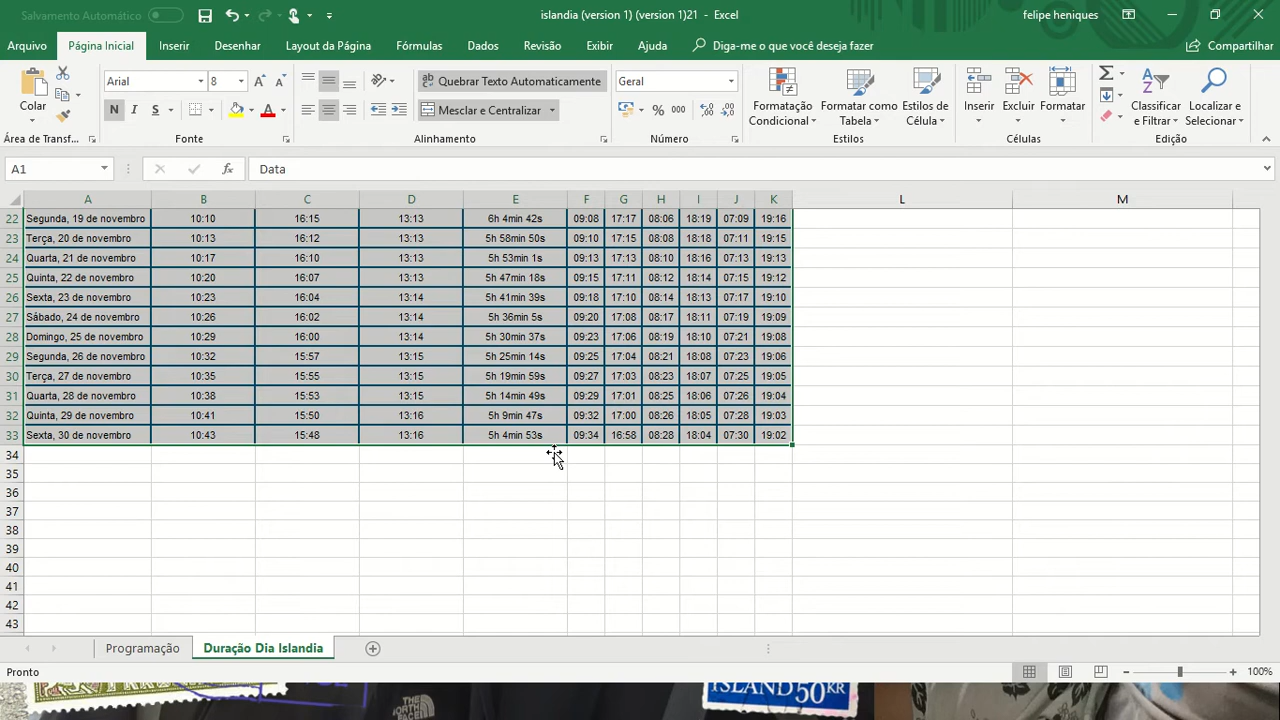 Salvamento Automático
islandia (version 1) (version 1)21 - Excel
felipe heniques
Arquivo Página Inicial Inserir Desenhar Layout da Página Fórmulas Dados Revisão Exibir Ajuda Diga-me o que você deseja fazer Compartilhar
Colar
Arial 8
Quebrar Texto Automaticamente
Geral
N I S
Mesclar e Centralizar
% 000
Formatação Condicional
Formatar como Tabela
Estilos de Célula
Inserir Excluir Formatar
Classificar e Filtrar
Localizar e Selecionar
Área de Transf... Fonte Alinhamento Número Estilos Células Edição
A1 fx Data
A B C D E F G H I J K L M
22 Segunda, 19 de novembro 10:10 16:15 13:13 6h 4min 42s 09:08 17:17 08:06 18:19 07:09 19:16
23 Terça, 20 de novembro 10:13 16:12 13:13 5h 58min 50s 09:10 17:15 08:08 18:18 07:11 19:15
24 Quarta, 21 de novembro 10:17 16:10 13:13 5h 53min 1s 09:13 17:13 08:10 18:16 07:13 19:13
25 Quinta, 22 de novembro 10:20 16:07 13:13 5h 47min 18s 09:15 17:11 08:12 18:14 07:15 19:12
26 Sexta, 23 de novembro 10:23 16:04 13:14 5h 41min 39s 09:18 17:10 08:14 18:13 07:17 19:10
27 Sábado, 24 de novembro 10:26 16:02 13:14 5h 36min 5s 09:20 17:08 08:17 18:11 07:19 19:09
28 Domingo, 25 de novembro 10:29 16:00 13:14 5h 30min 37s 09:23 17:06 08:19 18:10 07:21 19:08
29 Segunda, 26 de novembro 10:32 15:57 13:15 5h 25min 14s 09:25 17:04 08:21 18:08 07:23 19:06
30 Terça, 27 de novembro 10:35 15:55 13:15 5h 19min 59s 09:27 17:03 08:23 18:07 07:25 19:05
31 Quarta, 28 de novembro 10:38 15:53 13:15 5h 14min 49s 09:29 17:01 08:25 18:06 07:26 19:04
32 Quinta, 29 de novembro 10:41 15:50 13:16 5h 9min 47s 09:32 17:00 08:26 18:05 07:28 19:03
33 Sexta, 30 de novembro 10:43 15:48 13:16 5h 4min 53s 09:34 16:58 08:28 18:04 07:30 19:02
34
35
36
37
38
39
40
41
42
43
Programação Duração Dia Islandia
Pronto 100%
THE NORTH FACE
ISLAND 50KR